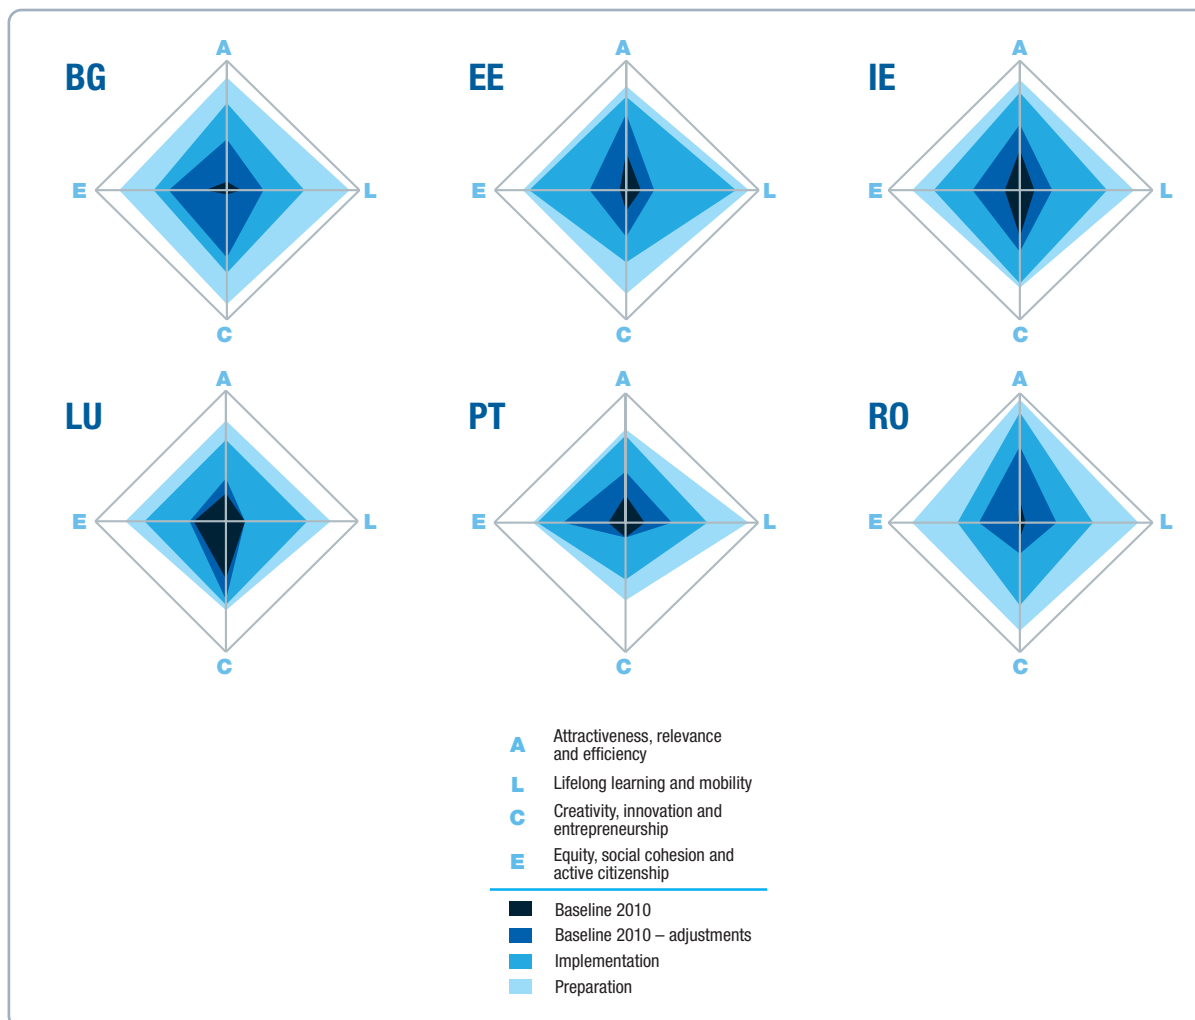 A
A
A
BG
EE
IE
E
L
E
L
E
L
C
C
C
A
A
A
LU
PT
RO
E
L
E
L
E
L
C
C
C
A
Attractiveness, relevance
and efficiency
L
Lifelong learning and mobility
C
Creativity, innovation and
entrepreneurship
E
Equity, social cohesion and
active citizenship
Baseline 2010
Baseline 2010 – adjustments
Implementation
Preparation